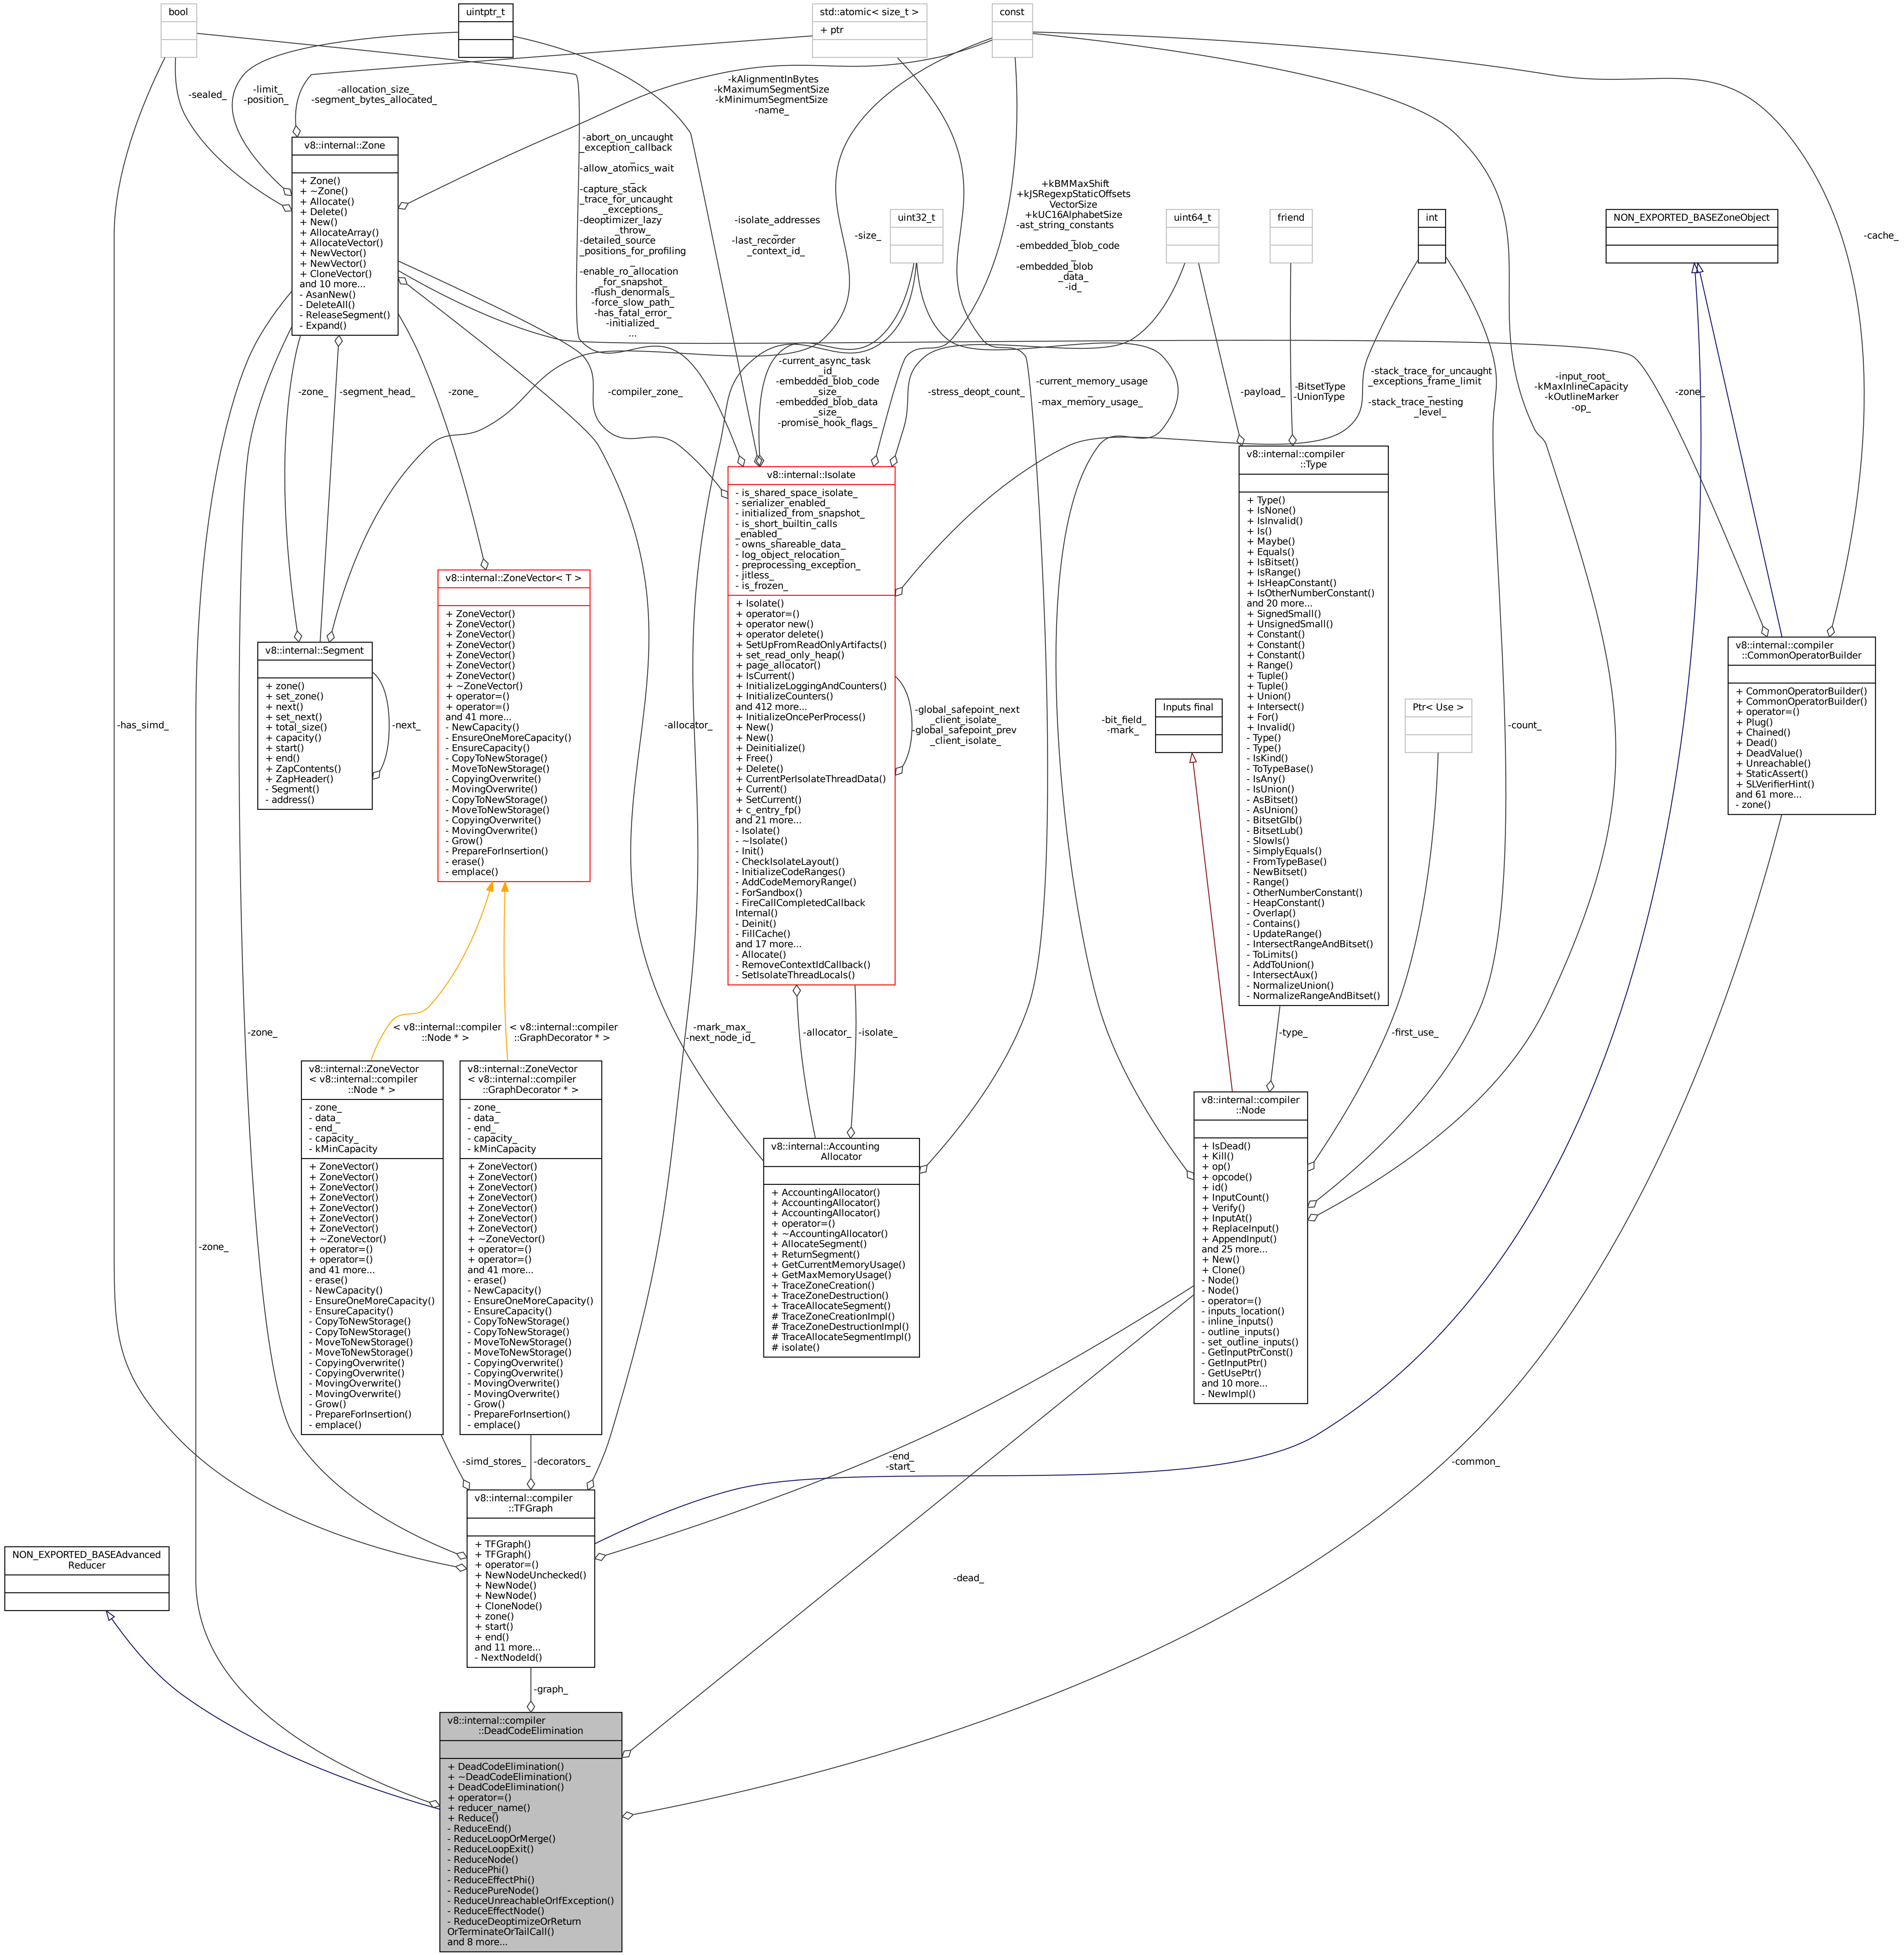 bool
uintptr_t
std::atomic< size_t >
+ ptr
const
-sealed_
-limit_
-position_
-allocation_size_
-segment_bytes_allocated_
-kAlignmentInBytes
-kMaximumSegmentSize
-kMinimumSegmentSize
-name_
v8::internal::Zone
+ Zone()
+ ~Zone()
+ Allocate()
+ Delete()
+ New()
+ AllocateArray()
+ AllocateVector()
+ NewVector()
+ NewVector()
+ CloneVector()
and 10 more...
- AsanNew()
- DeleteAll()
- ReleaseSegment()
- Expand()
-abort_on_uncaught
_exception_callback
_
-allow_atomics_wait
_
-capture_stack
_trace_for_uncaught
_exceptions_
-deoptimizer_lazy
_throw_
-detailed_source
_positions_for_profiling
_
-enable_ro_allocation
_for_snapshot_
-flush_denormals_
-force_slow_path_
-has_fatal_error_
-initialized_
...
-isolate_addresses
_
-last_recorder
_context_id_
-size_
uint32_t
+kBMMaxShift
+kJSRegexpStaticOffsets
VectorSize
+kUC16AlphabetSize
-ast_string_constants
_
-embedded_blob_code
_
-embedded_blob
_data_
-id_
uint64_t
friend
int
NON_EXPORTED_BASEZoneObject
-cache_
-zone_
-segment_head_
-zone_
-compiler_zone_
-current_async_task
_id_
-embedded_blob_code
_size_
-embedded_blob_data
_size_
-promise_hook_flags_
-stress_deopt_count_
-current_memory_usage
_
-max_memory_usage_
-payload_
-BitsetType
-UnionType
-stack_trace_for_uncaught
_exceptions_frame_limit
_
-stack_trace_nesting
_level_
-input_root_
-kMaxInlineCapacity
-kOutlineMarker
-op_
-zone_
v8::internal::Isolate
- is_shared_space_isolate_
- serializer_enabled_
- initialized_from_snapshot_
- is_short_builtin_calls
_enabled_
- owns_shareable_data_
- log_object_relocation_
- preprocessing_exception_
- jitless_
- is_frozen_
+ Isolate()
+ operator=()
+ operator new()
+ operator delete()
+ SetUpFromReadOnlyArtifacts()
+ set_read_only_heap()
+ page_allocator()
+ IsCurrent()
+ InitializeLoggingAndCounters()
+ InitializeCounters()
and 412 more...
+ InitializeOncePerProcess()
+ New()
+ New()
+ Deinitialize()
+ Free()
+ Delete()
+ CurrentPerIsolateThreadData()
+ Current()
+ SetCurrent()
+ c_entry_fp()
and 21 more...
- Isolate()
- ~Isolate()
- Init()
- CheckIsolateLayout()
- InitializeCodeRanges()
- AddCodeMemoryRange()
- ForSandbox()
- FireCallCompletedCallback
Internal()
- Deinit()
- FillCache()
and 17 more...
- Allocate()
- RemoveContextIdCallback()
- SetIsolateThreadLocals()
v8::internal::compiler
::Type
+ Type()
+ IsNone()
+ IsInvalid()
+ Is()
+ Maybe()
+ Equals()
+ IsBitset()
+ IsRange()
+ IsHeapConstant()
+ IsOtherNumberConstant()
and 20 more...
+ SignedSmall()
+ UnsignedSmall()
+ Constant()
+ Constant()
+ Constant()
+ Range()
+ Tuple()
+ Tuple()
+ Union()
+ Intersect()
+ For()
+ Invalid()
- Type()
- Type()
- IsKind()
- ToTypeBase()
- IsAny()
- IsUnion()
- AsBitset()
- AsUnion()
- BitsetGlb()
- BitsetLub()
- SlowIs()
- SimplyEquals()
- FromTypeBase()
- NewBitset()
- Range()
- OtherNumberConstant()
- HeapConstant()
- Overlap()
- Contains()
- UpdateRange()
- IntersectRangeAndBitset()
- ToLimits()
- AddToUnion()
- IntersectAux()
- NormalizeUnion()
- NormalizeRangeAndBitset()
v8::internal::ZoneVector< T >
+ ZoneVector()
+ ZoneVector()
+ ZoneVector()
+ ZoneVector()
+ ZoneVector()
+ ZoneVector()
+ ZoneVector()
+ ~ZoneVector()
+ operator=()
+ operator=()
and 41 more...
- NewCapacity()
- EnsureOneMoreCapacity()
- EnsureCapacity()
- CopyToNewStorage()
- MoveToNewStorage()
- CopyingOverwrite()
- MovingOverwrite()
- CopyToNewStorage()
- MoveToNewStorage()
- CopyingOverwrite()
- MovingOverwrite()
- Grow()
- PrepareForInsertion()
- erase()
- emplace()
v8::internal::Segment
+ zone()
+ set_zone()
+ next()
+ set_next()
+ total_size()
+ capacity()
+ start()
+ end()
+ ZapContents()
+ ZapHeader()
- Segment()
- address()
-next_
-has_simd_
-allocator_
-global_safepoint_next
_client_isolate_
-global_safepoint_prev
_client_isolate_
-bit_field_
-mark_
Inputs final
Ptr< Use >
-count_
v8::internal::compiler
::CommonOperatorBuilder
+ CommonOperatorBuilder()
+ CommonOperatorBuilder()
+ operator=()
+ Plug()
+ Chained()
+ Dead()
+ DeadValue()
+ Unreachable()
+ StaticAssert()
+ SLVerifierHint()
and 61 more...
- zone()
-zone_
< v8::internal::compiler
::Node * >
< v8::internal::compiler
::GraphDecorator * >
-mark_max_
-next_node_id_
-allocator_
-isolate_
-type_
-first_use_
v8::internal::ZoneVector
< v8::internal::compiler
::Node * >
- zone_
- data_
- end_
- capacity_
- kMinCapacity
+ ZoneVector()
+ ZoneVector()
+ ZoneVector()
+ ZoneVector()
+ ZoneVector()
+ ZoneVector()
+ ZoneVector()
+ ~ZoneVector()
+ operator=()
+ operator=()
and 41 more...
- erase()
- NewCapacity()
- EnsureOneMoreCapacity()
- EnsureCapacity()
- CopyToNewStorage()
- CopyToNewStorage()
- MoveToNewStorage()
- MoveToNewStorage()
- CopyingOverwrite()
- CopyingOverwrite()
- MovingOverwrite()
- MovingOverwrite()
- Grow()
- PrepareForInsertion()
- emplace()
v8::internal::ZoneVector
< v8::internal::compiler
::GraphDecorator * >
- zone_
- data_
- end_
- capacity_
- kMinCapacity
+ ZoneVector()
+ ZoneVector()
+ ZoneVector()
+ ZoneVector()
+ ZoneVector()
+ ZoneVector()
+ ZoneVector()
+ ~ZoneVector()
+ operator=()
+ operator=()
and 41 more...
- erase()
- NewCapacity()
- EnsureOneMoreCapacity()
- EnsureCapacity()
- CopyToNewStorage()
- CopyToNewStorage()
- MoveToNewStorage()
- MoveToNewStorage()
- CopyingOverwrite()
- CopyingOverwrite()
- MovingOverwrite()
- MovingOverwrite()
- Grow()
- PrepareForInsertion()
- emplace()
v8::internal::Accounting
Allocator
+ AccountingAllocator()
+ AccountingAllocator()
+ AccountingAllocator()
+ operator=()
+ ~AccountingAllocator()
+ AllocateSegment()
+ ReturnSegment()
+ GetCurrentMemoryUsage()
+ GetMaxMemoryUsage()
+ TraceZoneCreation()
+ TraceZoneDestruction()
+ TraceAllocateSegment()
# TraceZoneCreationImpl()
# TraceZoneDestructionImpl()
# TraceAllocateSegmentImpl()
# isolate()
v8::internal::compiler
::Node
+ IsDead()
+ Kill()
+ op()
+ opcode()
+ id()
+ InputCount()
+ Verify()
+ InputAt()
+ ReplaceInput()
+ AppendInput()
and 25 more...
+ New()
+ Clone()
- Node()
- Node()
- operator=()
- inputs_location()
- inline_inputs()
- outline_inputs()
- set_outline_inputs()
- GetInputPtrConst()
- GetInputPtr()
- GetUsePtr()
and 10 more...
- NewImpl()
-zone_
-simd_stores_
-decorators_
-end_
-start_
-common_
v8::internal::compiler
::TFGraph
+ TFGraph()
+ TFGraph()
+ operator=()
+ NewNodeUnchecked()
+ NewNode()
+ NewNode()
+ CloneNode()
+ zone()
+ start()
+ end()
and 11 more...
- NextNodeId()
NON_EXPORTED_BASEAdvanced
Reducer
-dead_
-graph_
v8::internal::compiler
::DeadCodeElimination
+ DeadCodeElimination()
+ ~DeadCodeElimination()
+ DeadCodeElimination()
+ operator=()
+ reducer_name()
+ Reduce()
- ReduceEnd()
- ReduceLoopOrMerge()
- ReduceLoopExit()
- ReduceNode()
- ReducePhi()
- ReduceEffectPhi()
- ReducePureNode()
- ReduceUnreachableOrIfException()
- ReduceEffectNode()
- ReduceDeoptimizeOrReturn
OrTerminateOrTailCall()
and 8 more...